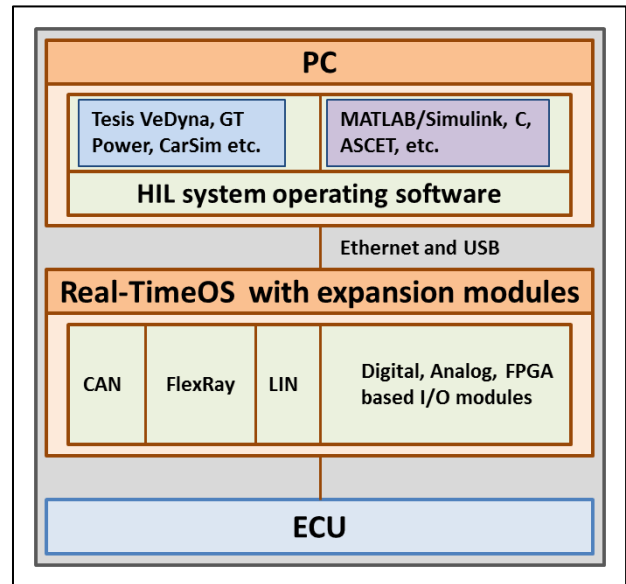 PC
Tesis VeDyna, GT
Power, CarSim etc.
MATLAB/Simulink, C,
ASCET, etc.
HIL system operating software
Ethernet and USB
Real-TimeOS with expansion modules
CAN
FlexRay
LIN
Digital, Analog, FPGA
based I/O modules
ECU